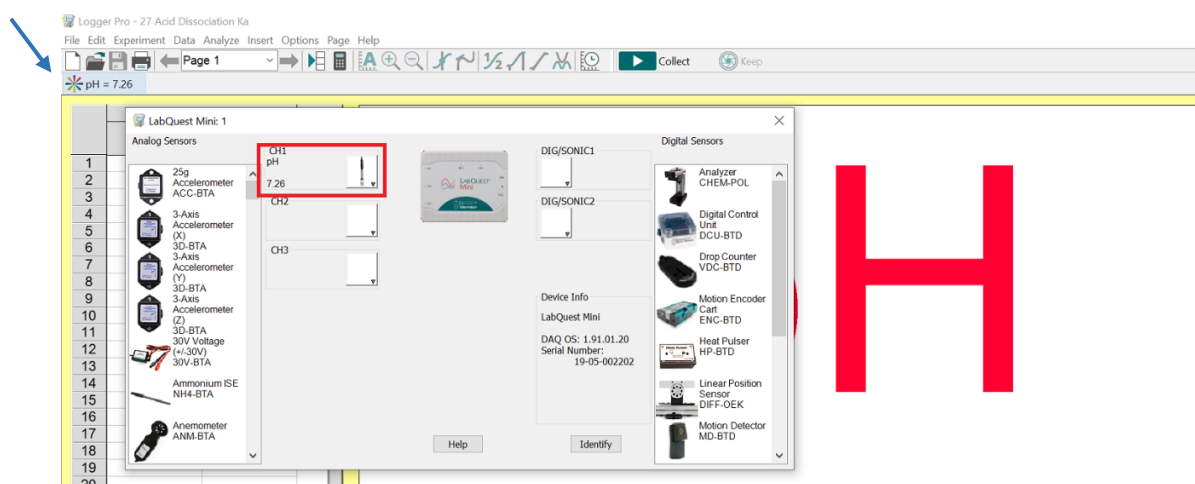 Logger Pro - 27 Acid Dissociation Ka
File Edit Experiment Data Analyze Insert Options Page Help
Page 1
Collect
Keep
pH = 7.26
LabQuest Mini: 1
Analog Sensors
25g
Accelerometer
ACC-BTA
3-Axis
Accelerometer
(X)
3D-BTA
3-Axis
Accelerometer
(Y)
3D-BTA
3-Axis
Accelerometer
(Z)
3D-BTA
30V Voltage
(+/-30V)
30V-BTA
Ammonium ISE
NH4-BTA
Anemometer
ANM-BTA
CH1
pH
7.26
CH2
CH3
LABQUEST
Mini
DIG/SONIC1
DIG/SONIC2
Device Info
LabQuest Mini
DAQ OS: 1.91.01.20
Serial Number:
19-05-002202
Help
Identify
Digital Sensors
Analyzer
CHEM-POL
Digital Control
Unit
DCU-BTD
Drop Counter
VDC-BTD
Motion Encoder
Cart
ENC-BTD
Heat Pulser
HP-BTD
Linear Position
Sensor
DIFF-OEK
Motion Detector
MD-BTD
1
2
3
4
5
6
7
8
9
10
11
12
13
14
15
16
17
18
19
20
H